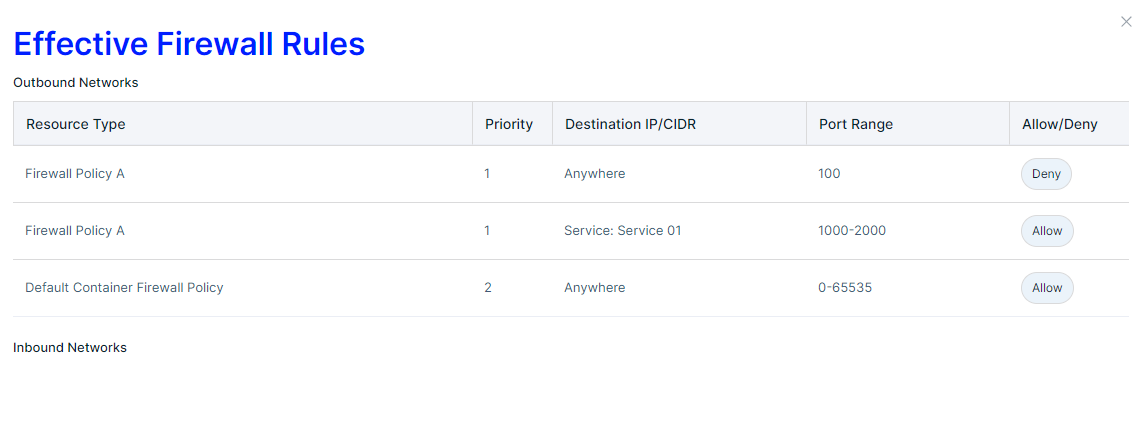 Effective Firewall Rules
Outbound Networks
Resource Type Priority Destination IP/CIDR Port Range Allow/Deny
Firewall Policy A 1 Anywhere 100 Deny
Firewall Policy A 1 Service: Service 01 1000-2000 Allow
Default Container Firewall Policy 2 Anywhere 0-65535 Allow
Inbound Networks